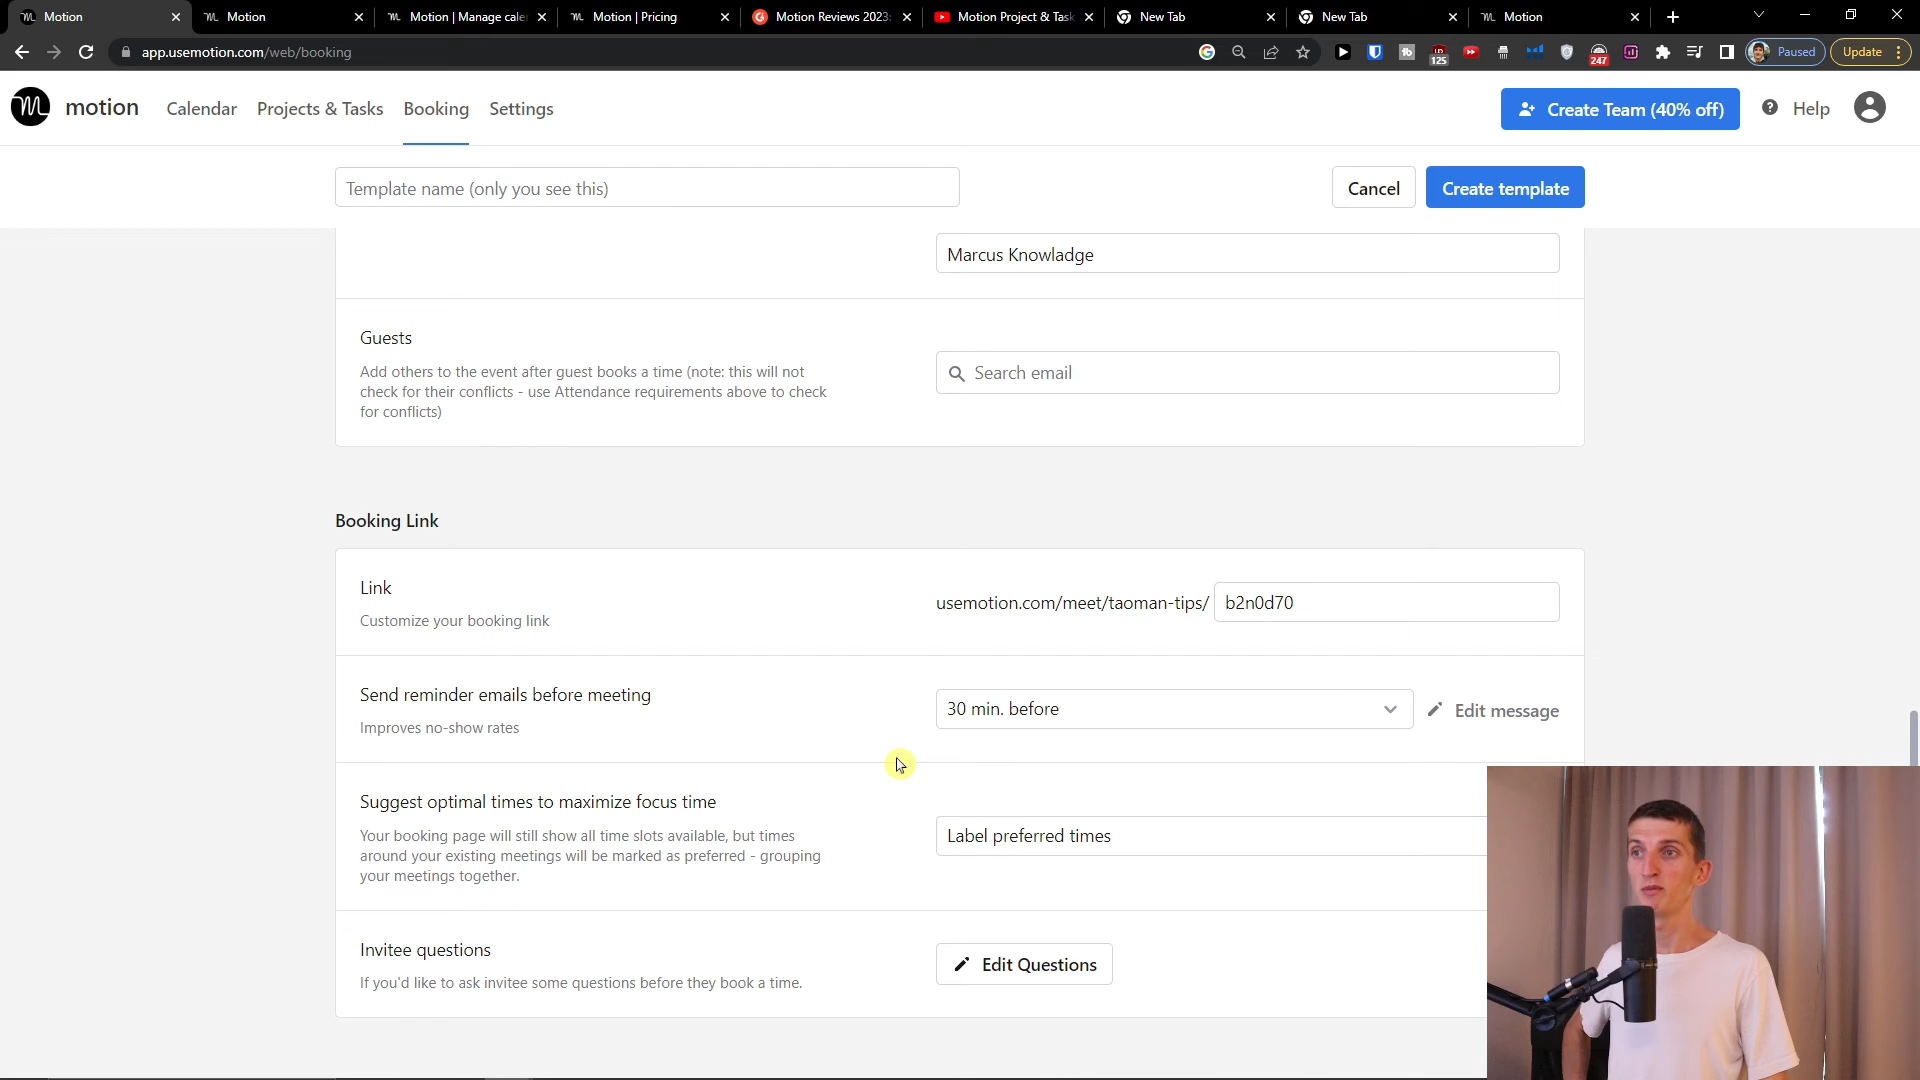 Motion
Motion
Motion | Manage cale
Motion | Pricing
Motion Reviews 2023:
Motion Project & Task
New Tab
New Tab
Motion
app.usemotion.com/web/booking
125
247
Paused
Update
motion
Calendar
Projects & Tasks
Booking
Settings
Create Team (40% off)
Help
Template name (only you see this)
Cancel
Create template
Marcus Knowladge
Guests
Add others to the event after guest books a time (note: this will not
check for their conflicts - use Attendance requirements above to check
for conflicts)
Search email
Booking Link
Link
Customize your booking link
usemotion.com/meet/taoman-tips/
b2n0d70
Send reminder emails before meeting
Improves no-show rates
30 min. before
Edit message
Suggest optimal times to maximize focus time
Your booking page will still show all time slots available, but times
around your existing meetings will be marked as preferred - grouping
your meetings together.
Label preferred times
Invitee questions
If you'd like to ask invitee some questions before they book a time.
Edit Questions